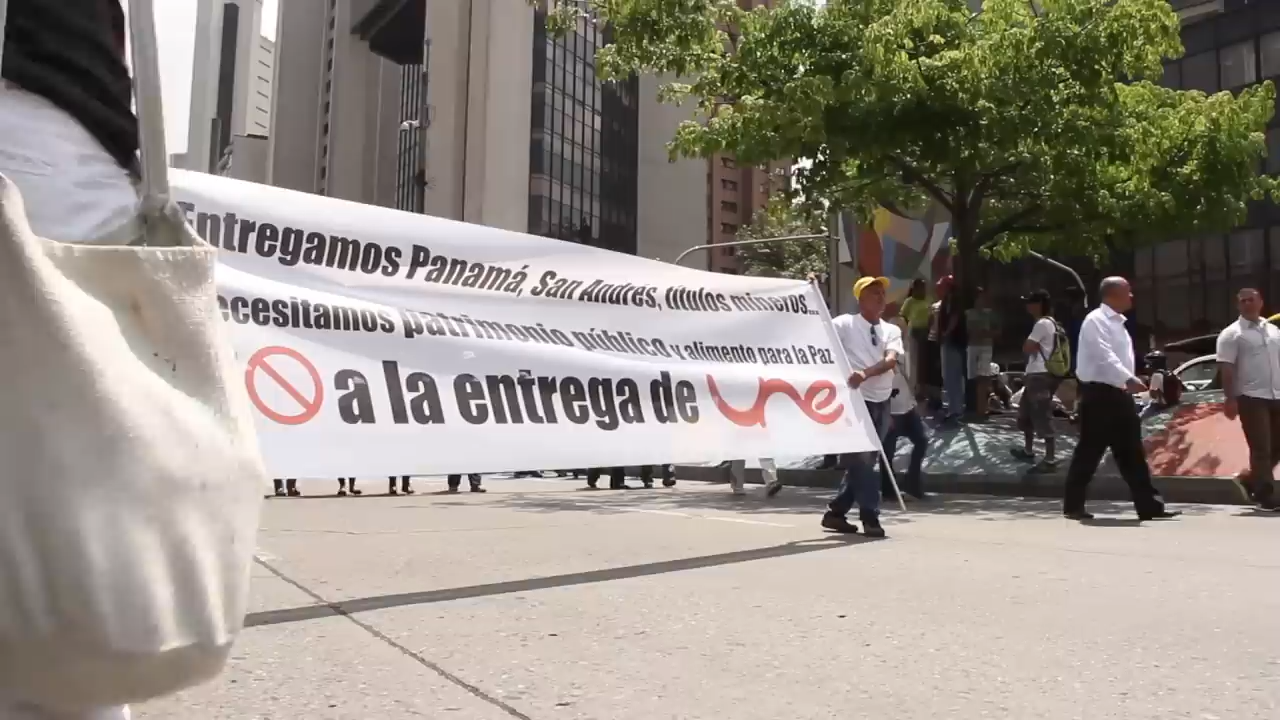 Entregamos Panamá, San Andres, títulos mineros...
ecesitamos patrimonio público y alimento para la Paz
a la entrega de une